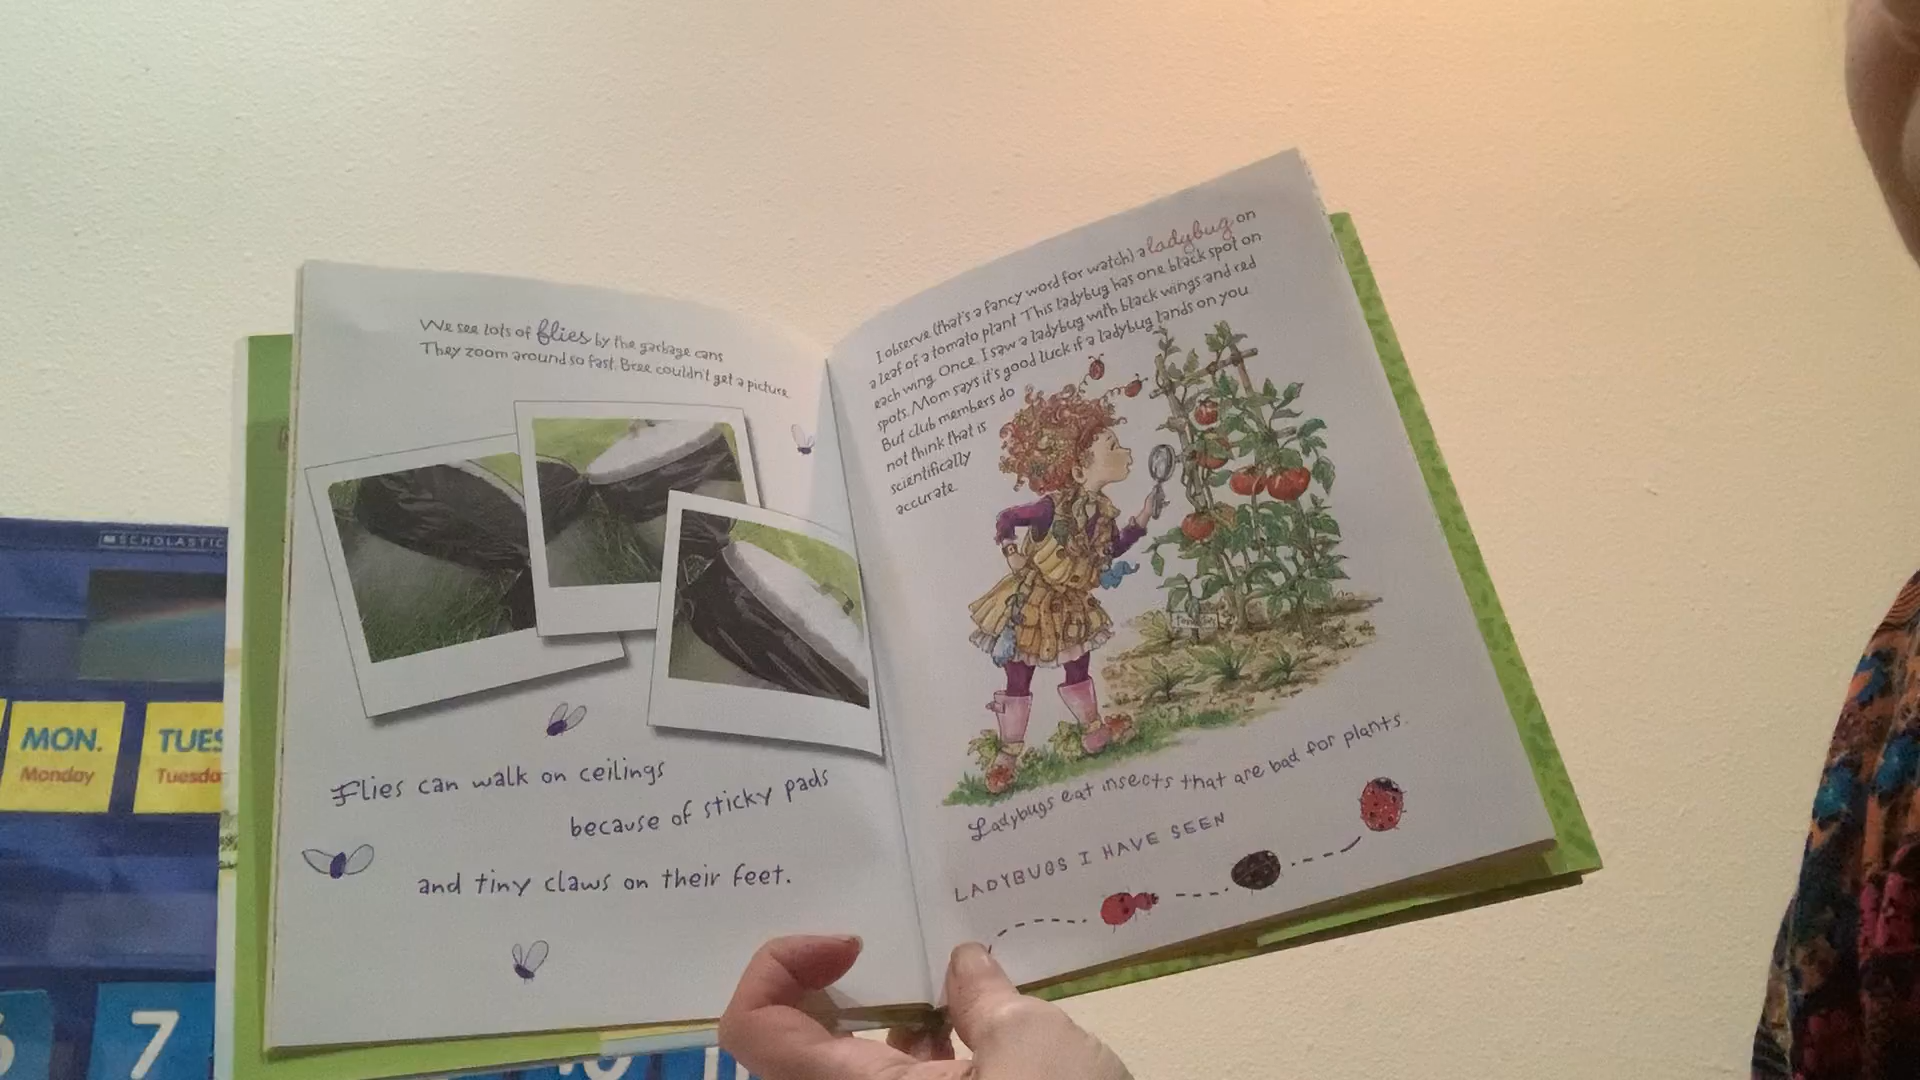 We see lots of flies by the garbage cans
They zoom around so fast. Bree couldn't get a picture
Flies can walk on ceilings
because of sticky pads
and tiny claws on their feet.
I observe (that's a fancy word for watch) a ladybug on
a leaf of a tomato plant This ladybug has one black spot on
each wing. Once, I saw a ladybug with black wings and red
spots. Mom says it's good luck if a ladybug lands on you
But club members do
not think that is
scientifically
accurate.
Ladybugs eat insects that are bad for plants.
LADYBUGS I HAVE SEEN
SCHOLASTIC
MON.
Monday
TUES
Tuesda
6
7